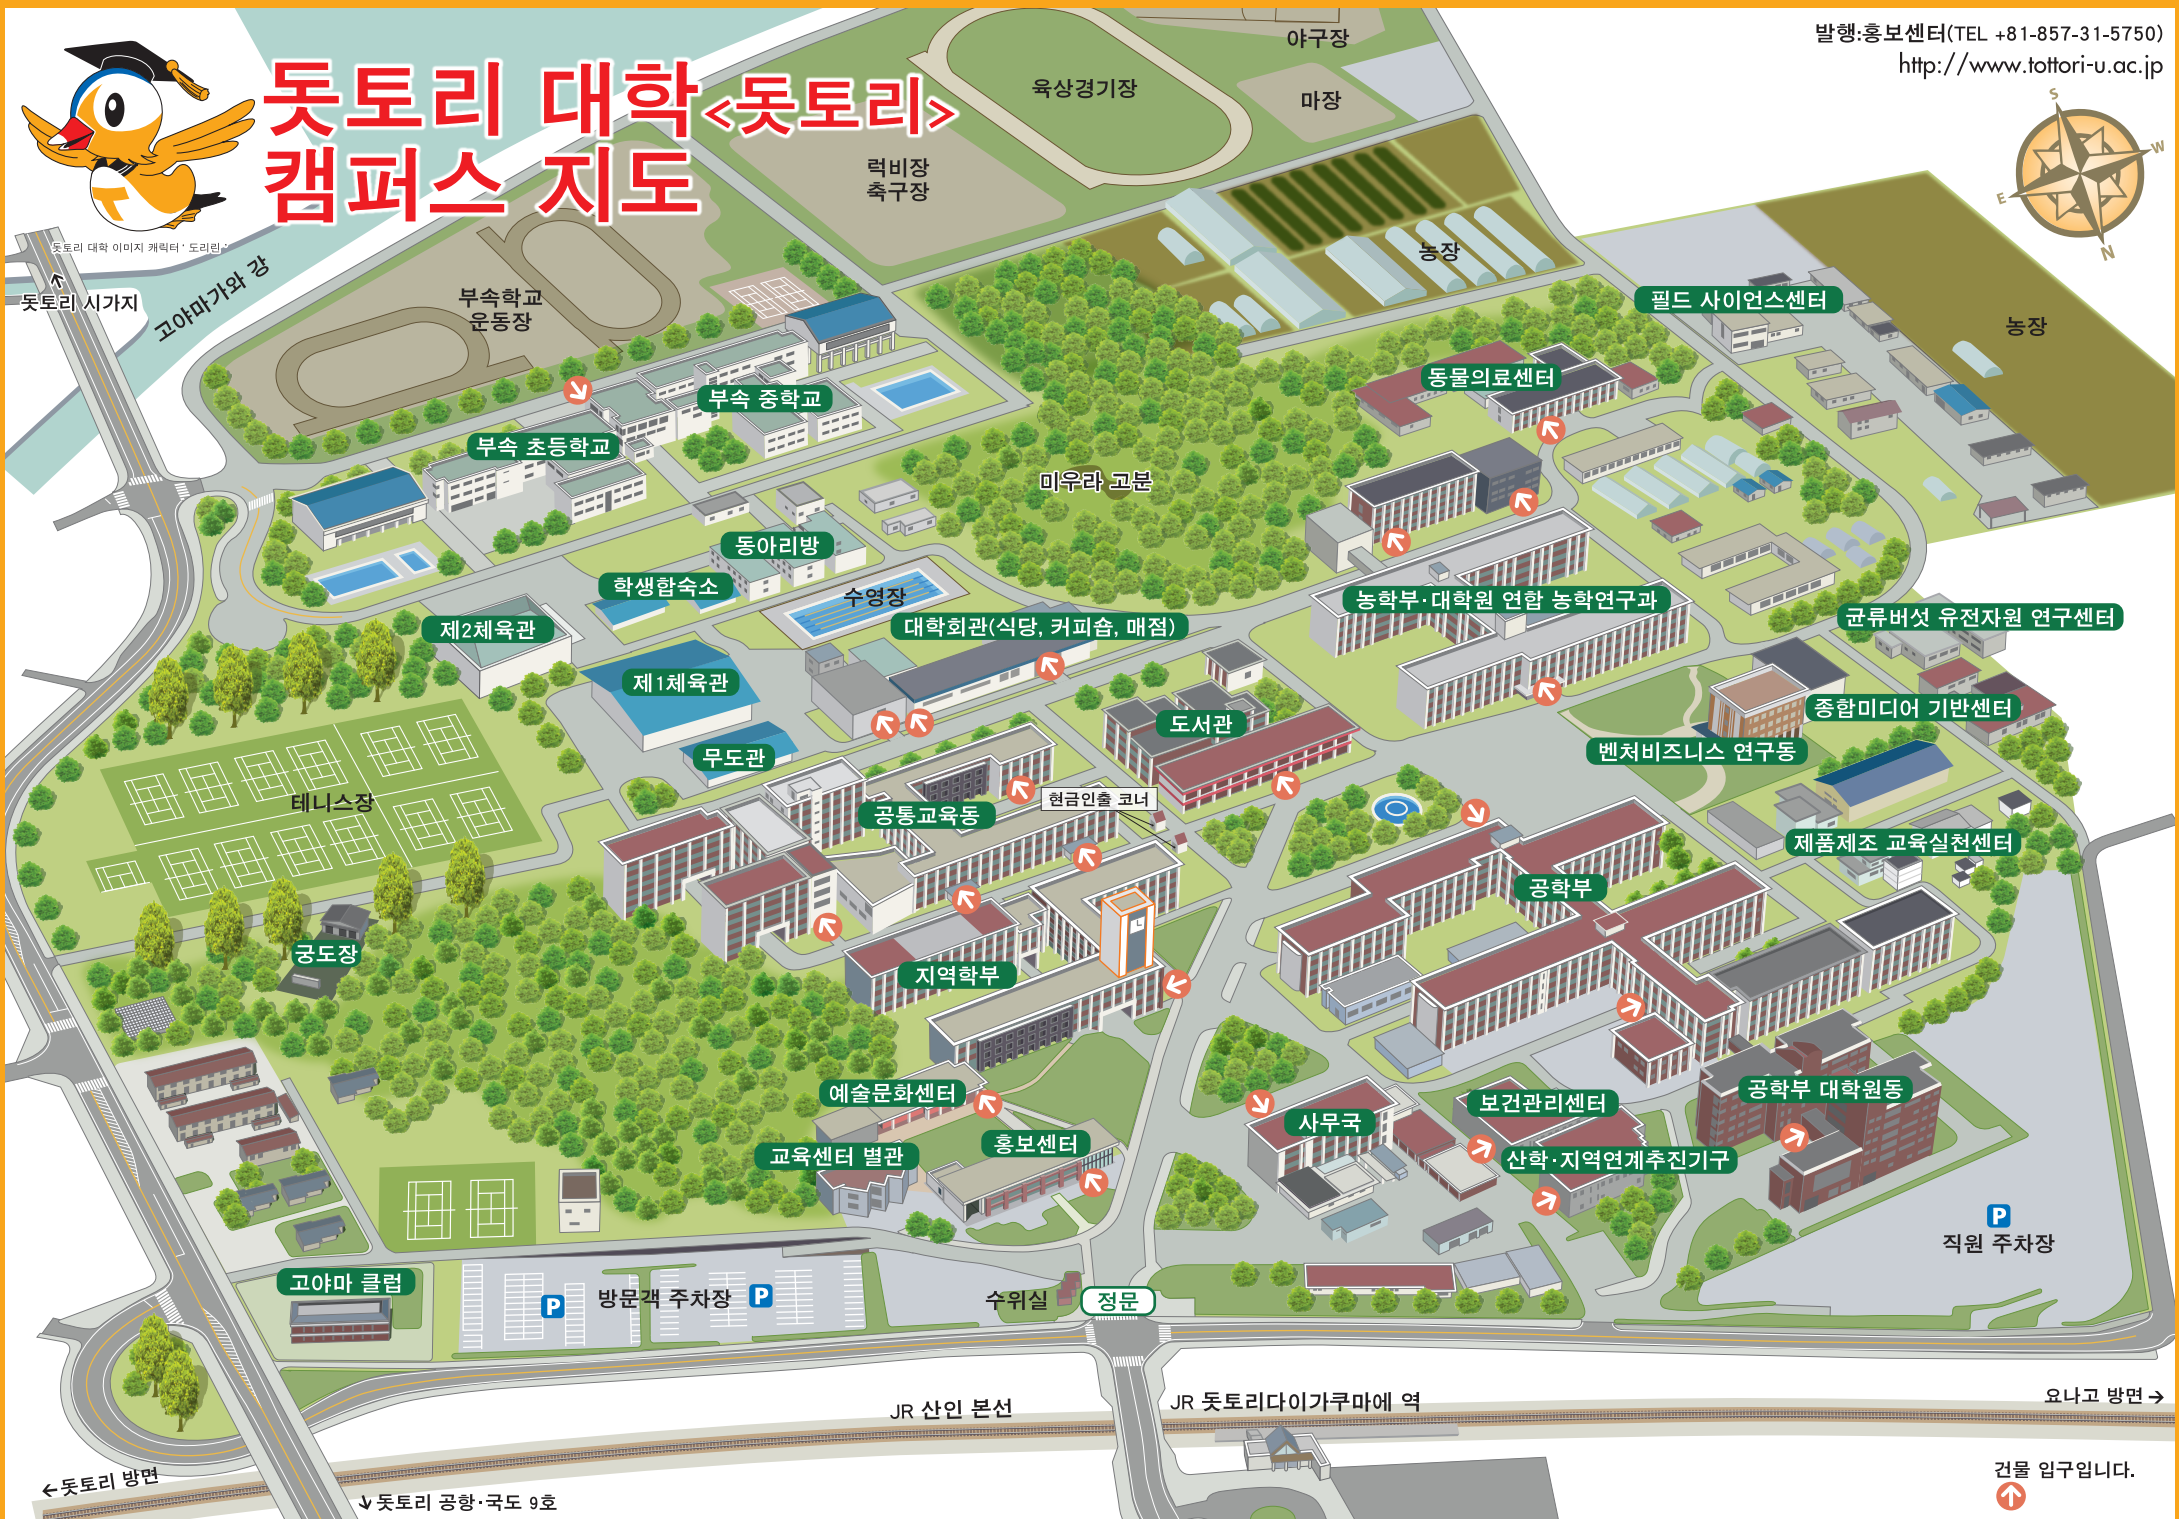 돗토리 대학<돗토리>
캠퍼스 지도
발행:홍보센터(TEL +81-857-31-5750)
http://www.tottori-u.ac.jp
S
W
E
N
돗토리 대학 이미지 캐릭터 ' 도리린 '
돗토리 시가지
고야마가와 강
야구장
육상경기장
마장
럭비장
축구장
부속학교
운동장
농장
필드 사이언스센터
농장
동물의료센터
부속 중학교
부속 초등학교
미우라 고분
동아리방
학생합숙소
수영장
농학부·대학원 연합 농학연구과
균류버섯 유전자원 연구센터
제2체육관
대학회관(식당, 커피숍, 매점)
제1체육관
도서관
종합미디어 기반센터
무도관
벤처비즈니스 연구동
테니스장
현금인출 코너
공통교육동
제품제조 교육실천센터
공학부
궁도장
지역학부
예술문화센터
사무국
보건관리센터
공학부 대학원동
홍보센터
교육센터 별관
산학·지역연계추진기구
P
직원 주차장
고야마 클럽
P
방문객 주차장
P
수위실
정문
JR 산인 본선
JR 돗토리다이가쿠마에 역
요나고 방면→
←돗토리 방면
돗토리 공항·국도 9호
건물 입구입니다.